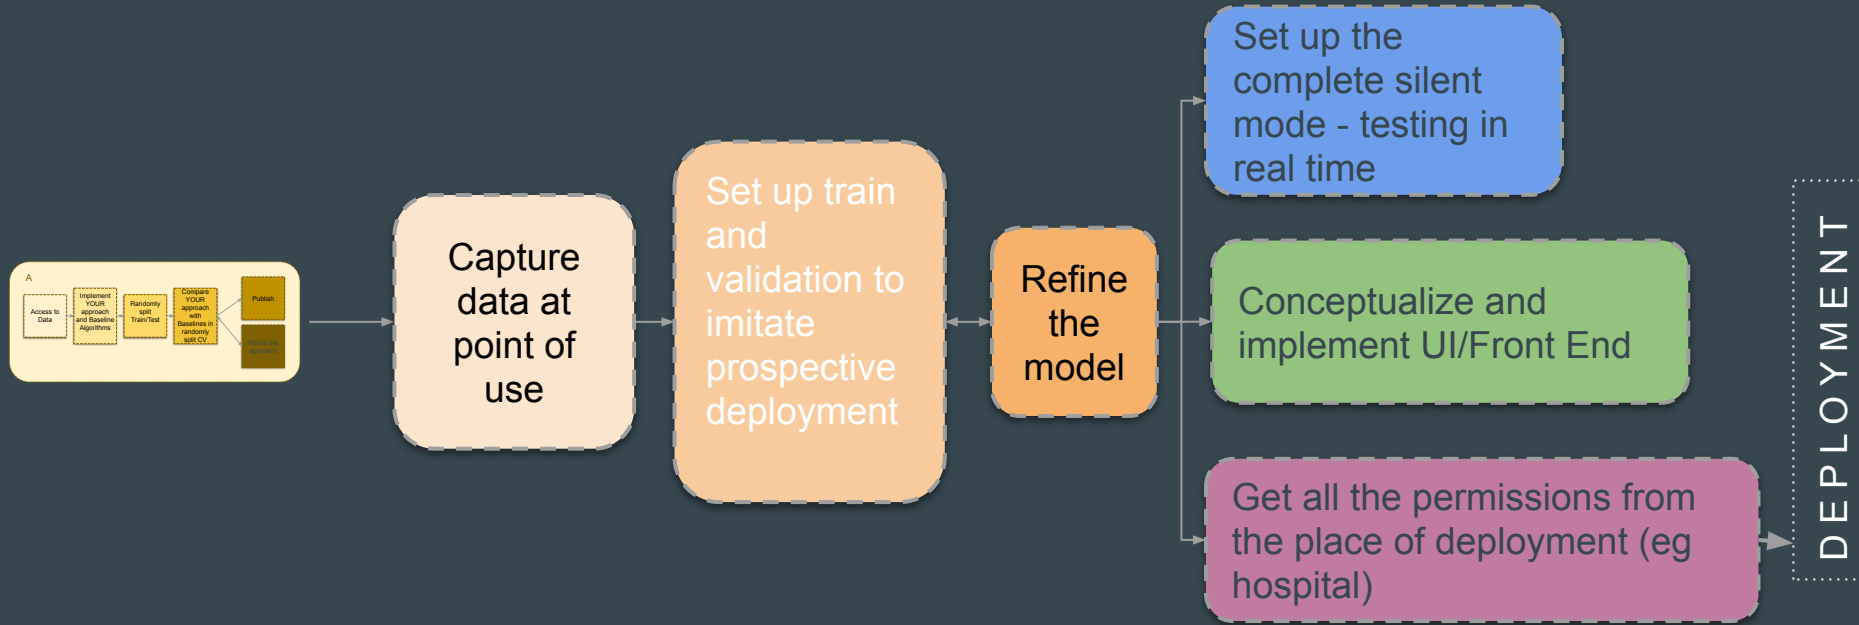 A
Access to
Data
Implement
YOUR
approach
and Baseline
Algorithms
Randomly
split
Train/Test
Compare
YOUR
approach
with
Baselines in
randomly
split CV
Publish
Refine the
approach
Capture
data at
point of
use
Set up train
and
validation to
imitate
prospective
deployment
Refine
the
model
Set up the
complete silent
mode - testing in
real time
Conceptualize and
implement UI/Front End
Get all the permissions from
the place of deployment (eg
hospital)
DEPLOYMENT